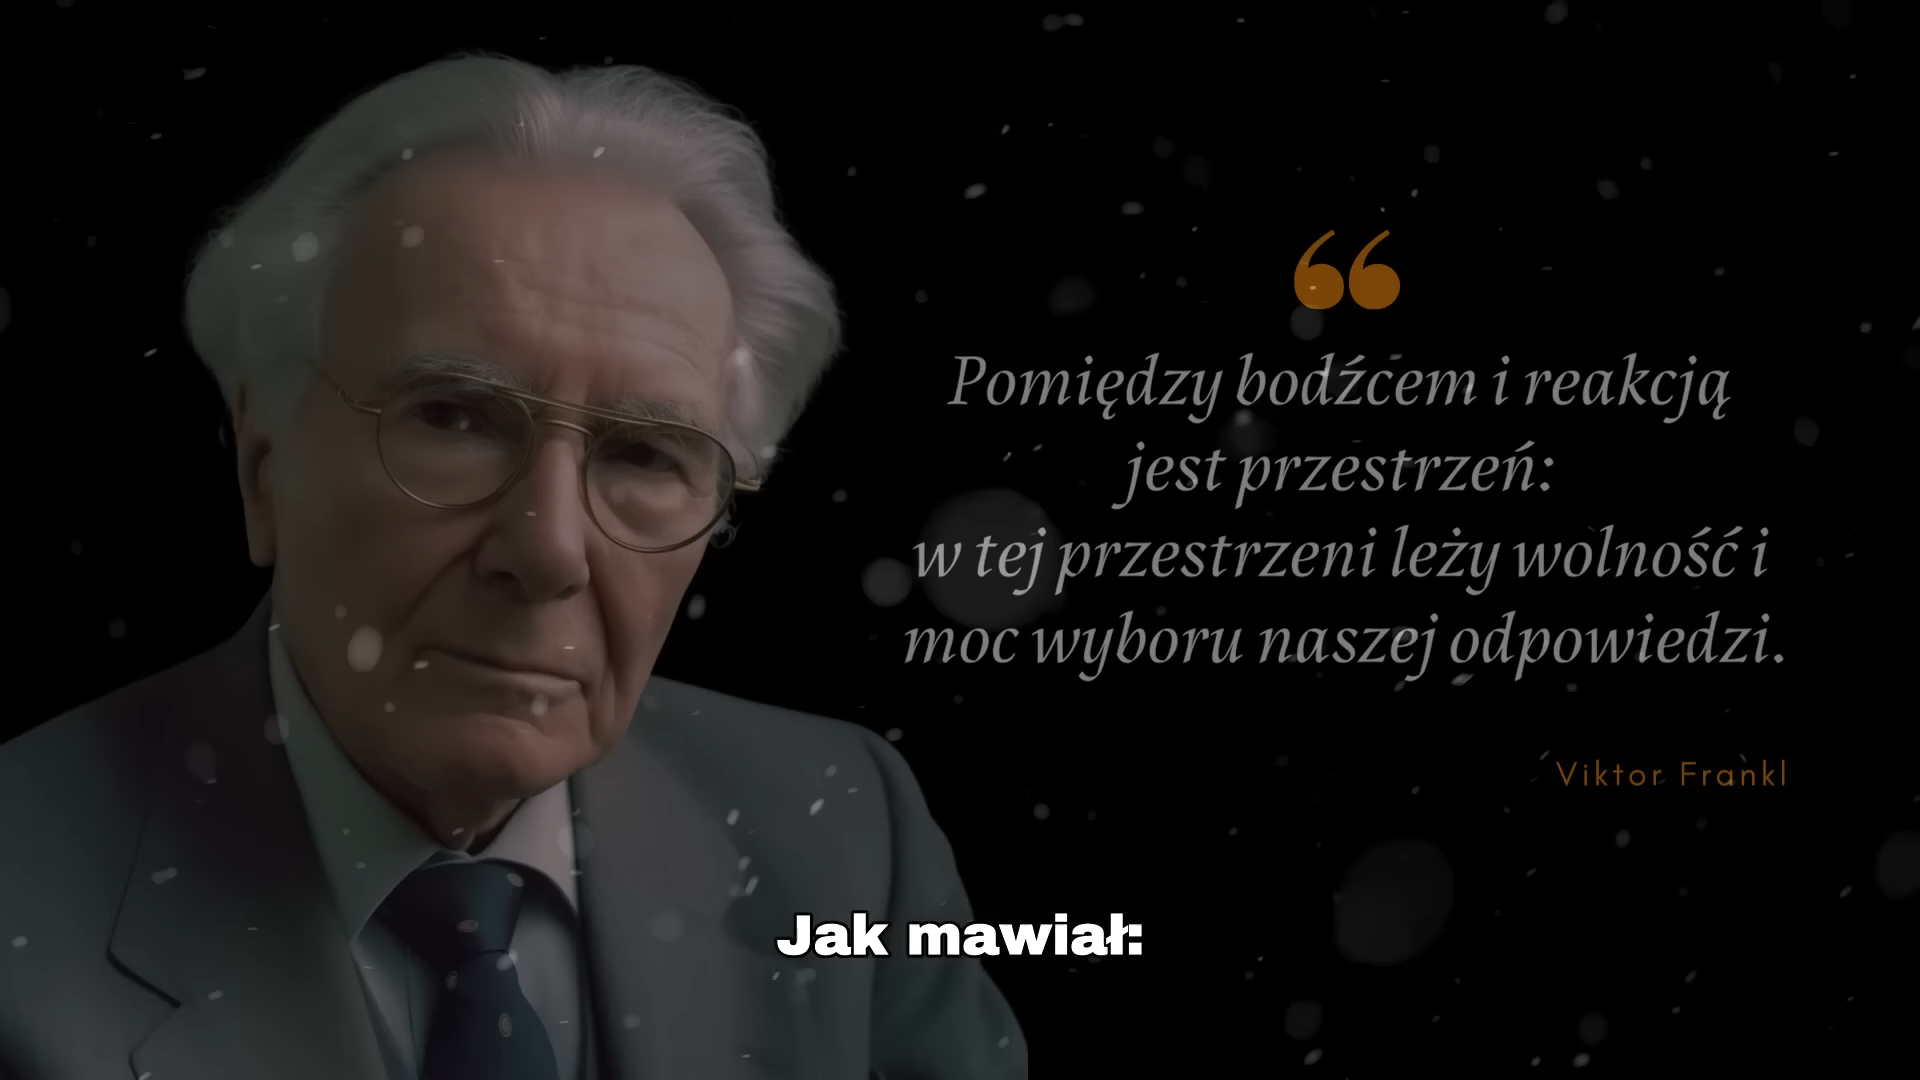 ❝
Pomiędzy bodźcem i reakcją
jest przestrzeń:
w tej przestrzeni leży wolność i
moc wyboru naszej odpowiedzi.
Viktor Frankl
Jak mawiał: